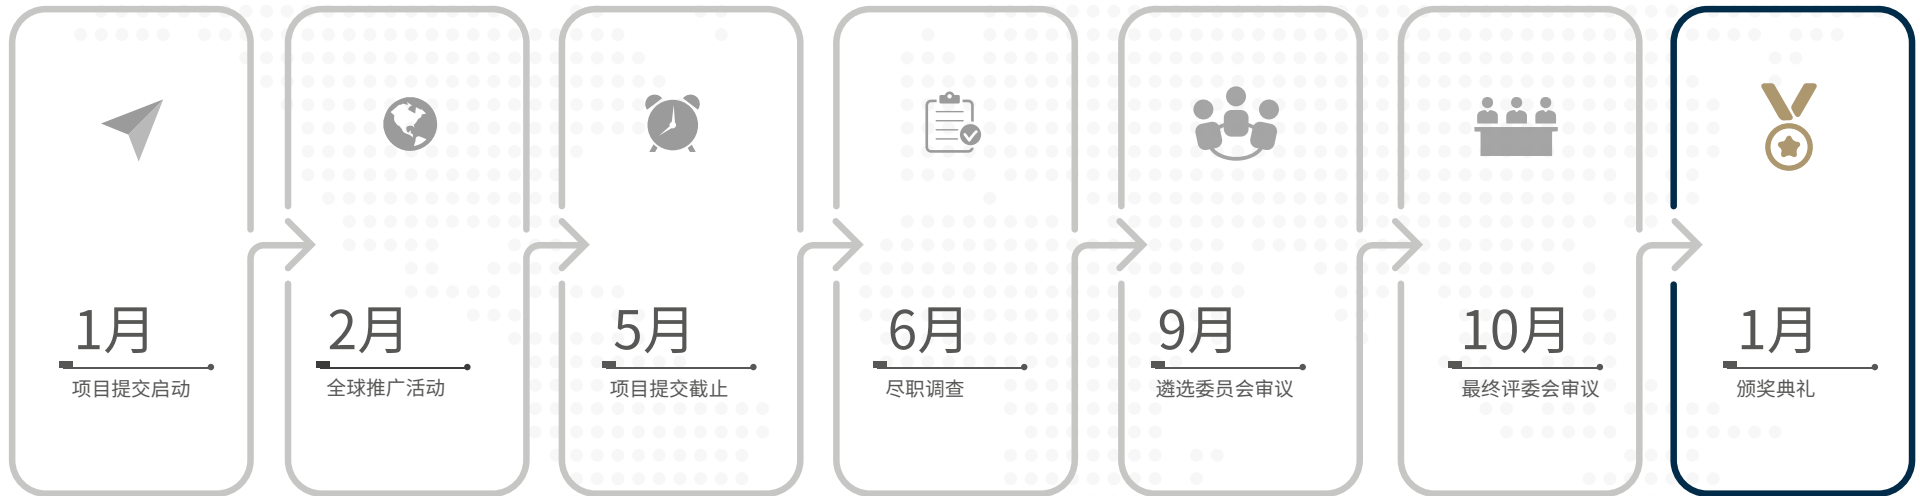 1月
项目提交启动
2月
全球推广活动
5月
项目提交截止
6月
尽职调查
9月
遴选委员会审议
10月
最终评委会审议
1月
颁奖典礼